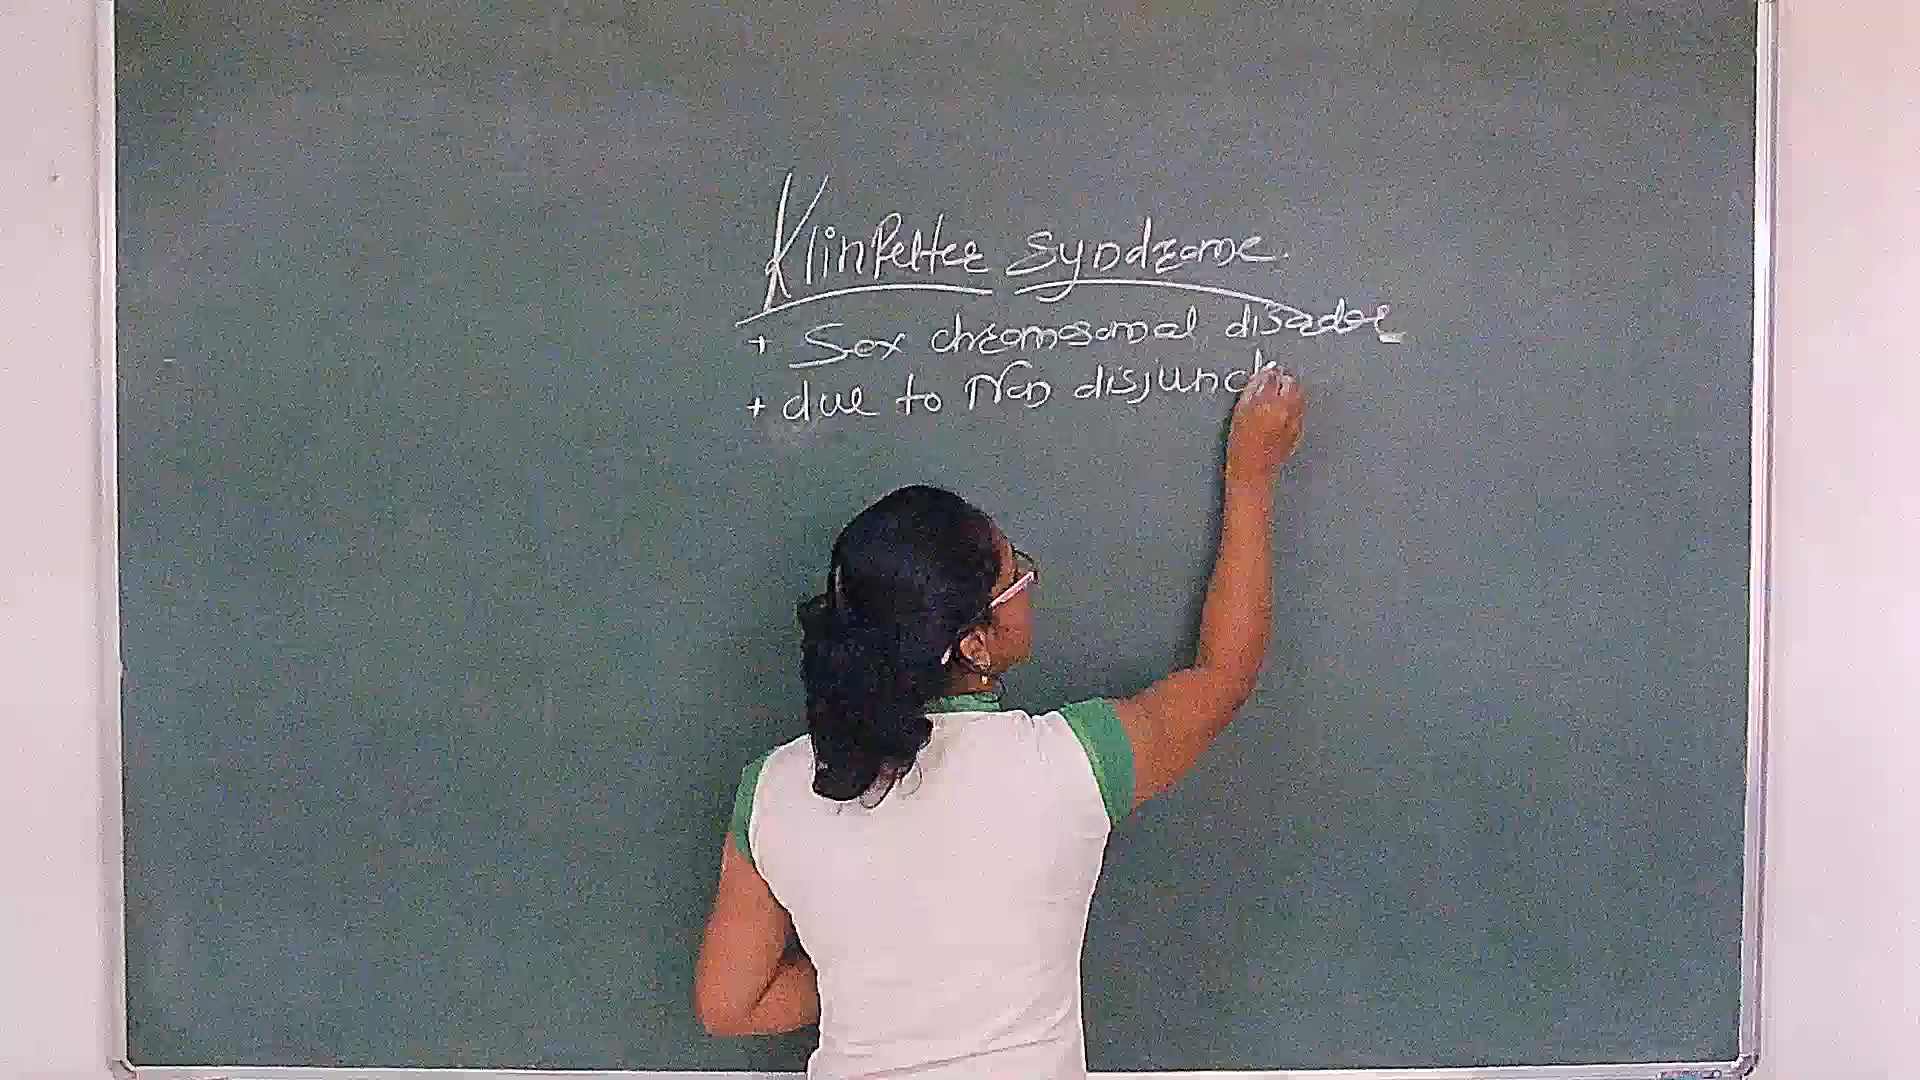 Klinfelter Syndrome.
+ Sex chromosomal disorder
+ due to Non disjunct